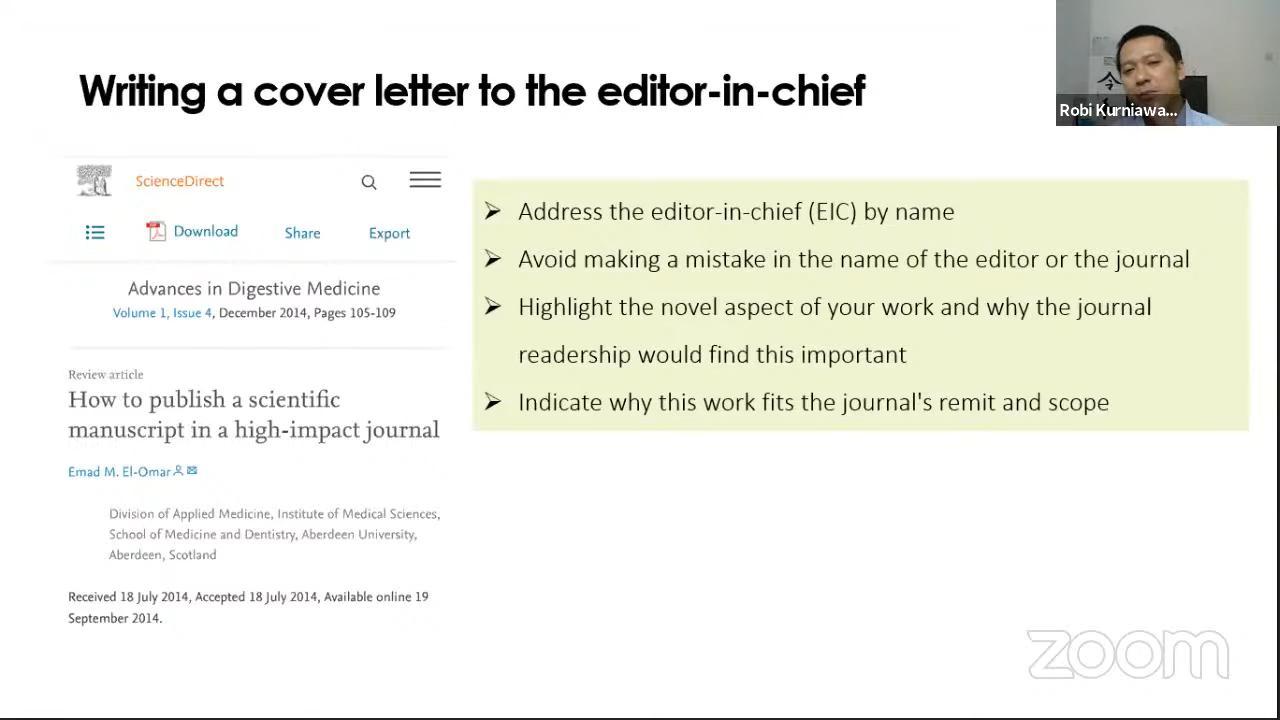 Writing a cover letter to the editor-in-chief
Robi Kurniawa...
今
ScienceDirect
Download
Share
Export
Advances in Digestive Medicine
Volume 1, Issue 4, December 2014, Pages 105-109
Review article
How to publish a scientific
manuscript in a high-impact journal
Emad M. El-Omar
Division of Applied Medicine, Institute of Medical Sciences,
School of Medicine and Dentistry, Aberdeen University,
Aberdeen, Scotland
Received 18 July 2014, Accepted 18 July 2014, Available online 19
September 2014.
Address the editor-in-chief (EIC) by name
Avoid making a mistake in the name of the editor or the journal
Highlight the novel aspect of your work and why the journal
readership would find this important
Indicate why this work fits the journal's remit and scope
zoom